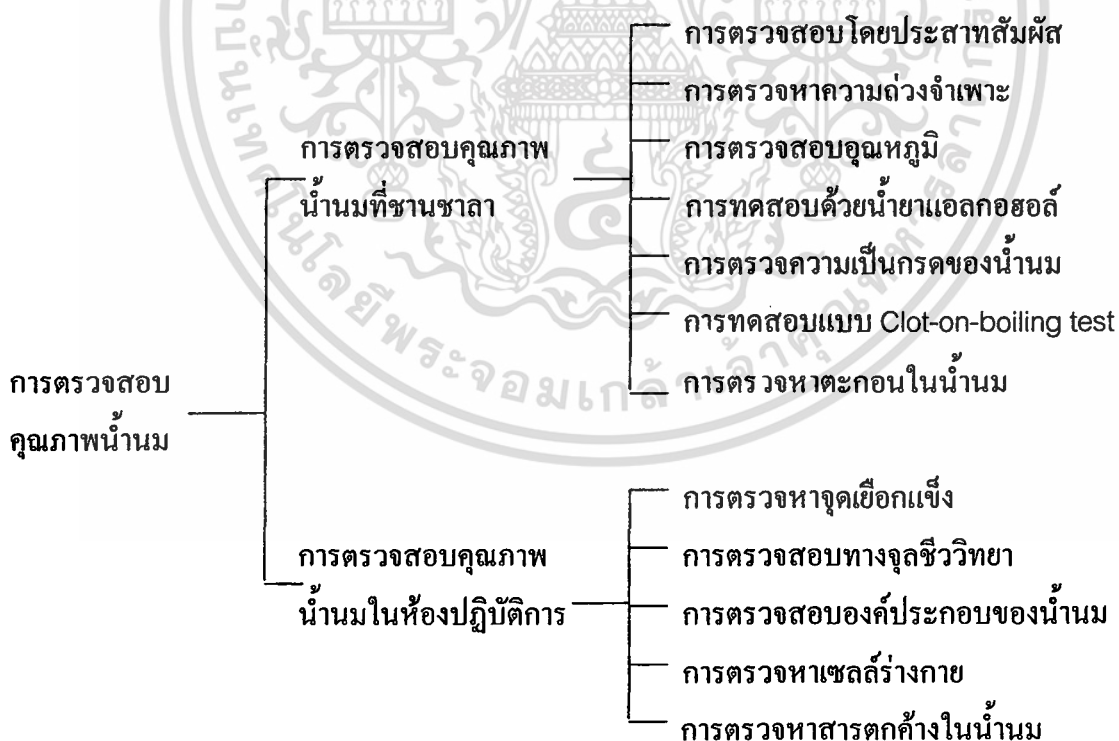 การตรวจสอบ
คุณภาพน้ำนม
การตรวจสอบคุณภาพ
น้ำนมที่ชานชาลา
การตรวจสอบโดยประสาทสัมผัส
การตรวจหาความถ่วงจำเพาะ
การตรวจสอบอุณหภูมิ
การทดสอบด้วยน้ำยาแอลกอฮอล์
การตรวจความเป็นกรดของน้ำนม
การทดสอบแบบ Clot-on-boiling test
การตรวจหาตะกอนในน้ำนม
การตรวจสอบคุณภาพ
น้ำนมในห้องปฏิบัติการ
การตรวจหาจุดเยือกแข็ง
การตรวจสอบทางจุลชีววิทยา
การตรวจสอบองค์ประกอบของน้ำนม
การตรวจหาเซลล์ร่างกาย
การตรวจหาสารตกค้างในน้ำนม